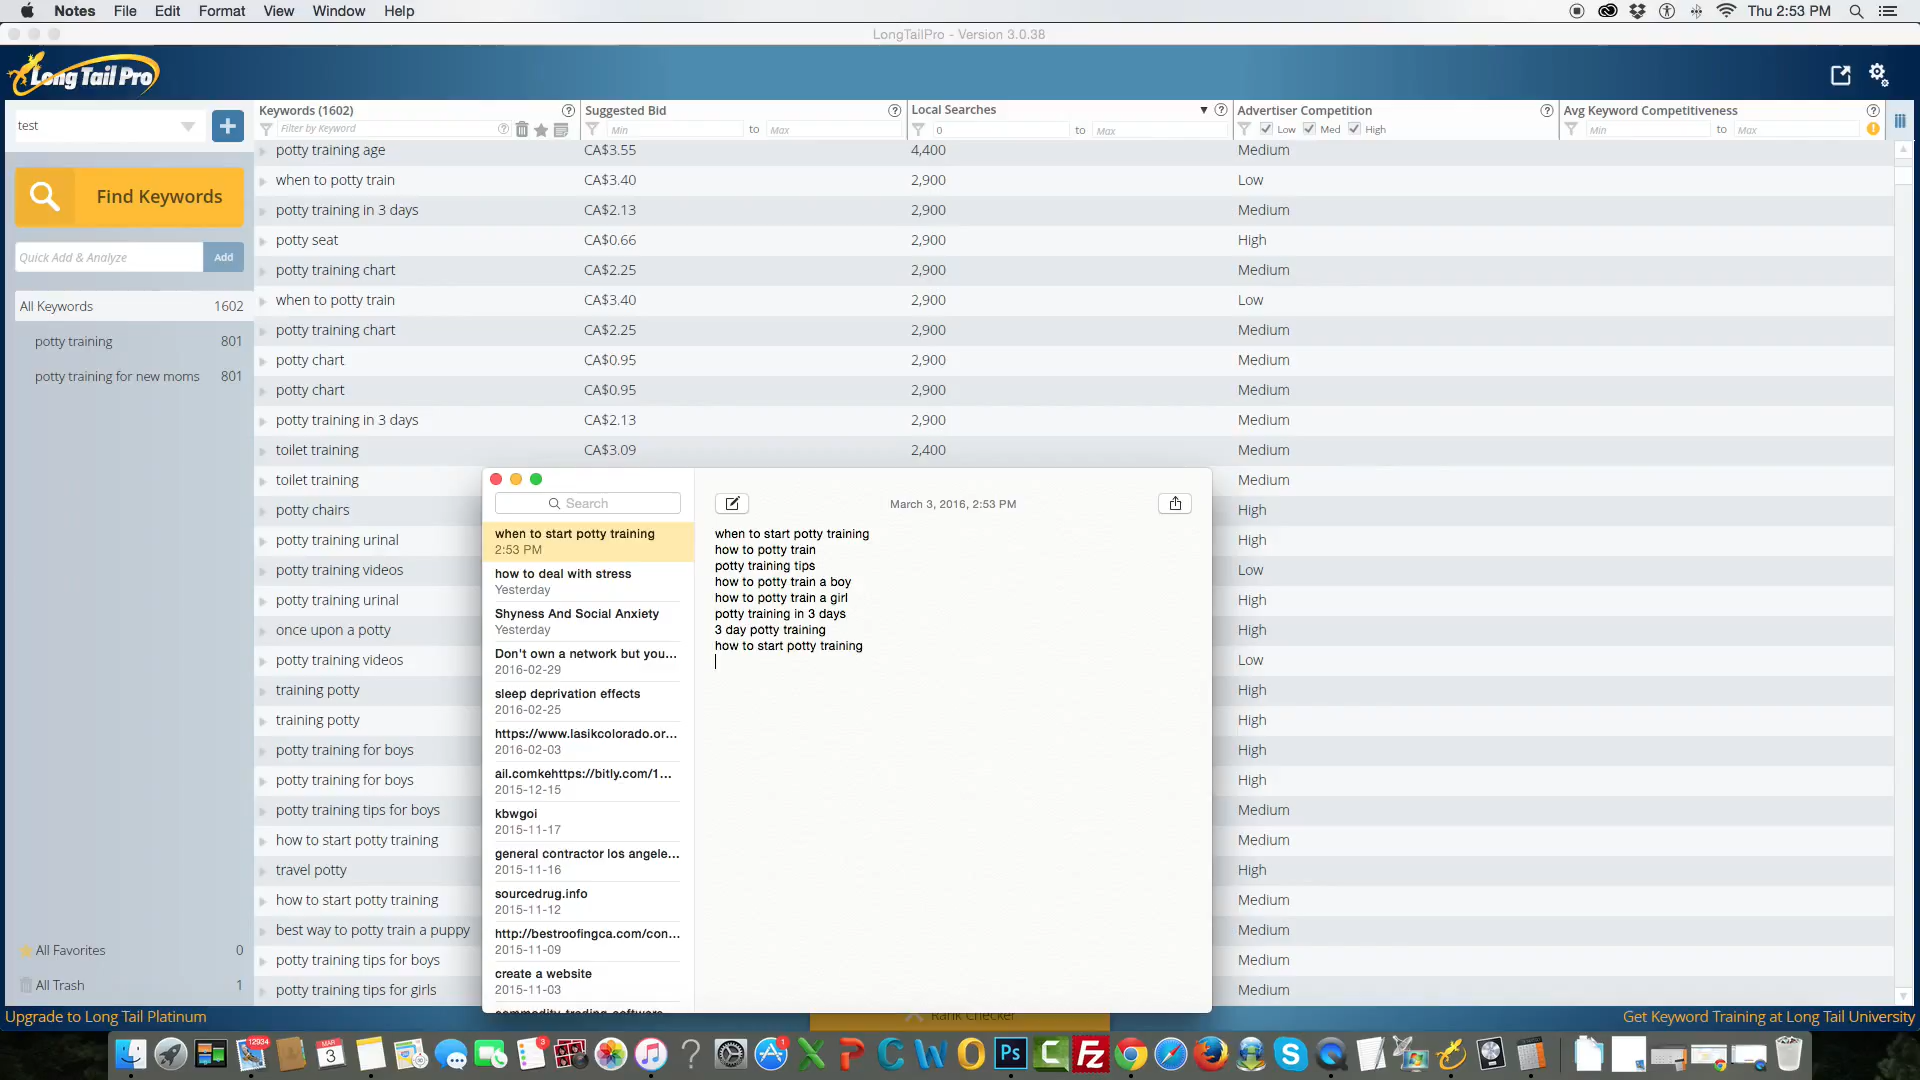 Notes File Edit Format View Window Help Thu 2:53 PM
LongTailPro - Version 3.0.38
Long Tail Pro
test
Keywords (1602) Suggested Bid Local Searches Advertiser Competition Avg Keyword Competitiveness
Filter by Keyword Min to Max 0 to Max Low Med High Min to Max
Find Keywords
Quick Add & Analyze Add
All Keywords 1602
potty training 801
potty training for new moms 801
All Favorites 0
All Trash 1
potty training age CA$3.55 4,400 Medium
when to potty train CA$3.40 2,900 Low
potty training in 3 days CA$2.13 2,900 Medium
potty seat CA$0.66 2,900 High
potty training chart CA$2.25 2,900 Medium
when to potty train CA$3.40 2,900 Low
potty training chart CA$2.25 2,900 Medium
potty chart CA$0.95 2,900 Medium
potty chart CA$0.95 2,900 Medium
potty training in 3 days CA$2.13 2,900 Medium
toilet training CA$3.09 2,400 Medium
toilet training Medium
potty chairs High
potty training urinal High
potty training videos Low
potty training urinal High
once upon a potty High
potty training videos Low
training potty High
training potty High
potty training for boys High
potty training for boys High
potty training tips for boys Medium
how to start potty training Medium
travel potty High
how to start potty training Medium
best way to potty train a puppy Medium
potty training tips for boys Medium
potty training tips for girls Medium
Search
when to start potty training
2:53 PM
how to deal with stress
Yesterday
Shyness And Social Anxiety
Yesterday
Don't own a network but you...
2016-02-29
sleep deprivation effects
2016-02-25
https://www.lasikcolorado.or...
2016-02-03
ail.comkehttps://bitly.com/1...
2015-12-15
kbwgoi
2015-11-17
general contractor los angele...
2015-11-16
sourcedrug.info
2015-11-12
http://bestroofingca.com/con...
2015-11-09
create a website
2015-11-03
March 3, 2016, 2:53 PM
when to start potty training
how to potty train
potty training tips
how to potty train a boy
how to potty train a girl
potty training in 3 days
3 day potty training
how to start potty training
Upgrade to Long Tail Platinum Rank Checker Get Keyword Training at Long Tail University
12934 MAR 3 3 1 Ps Fz